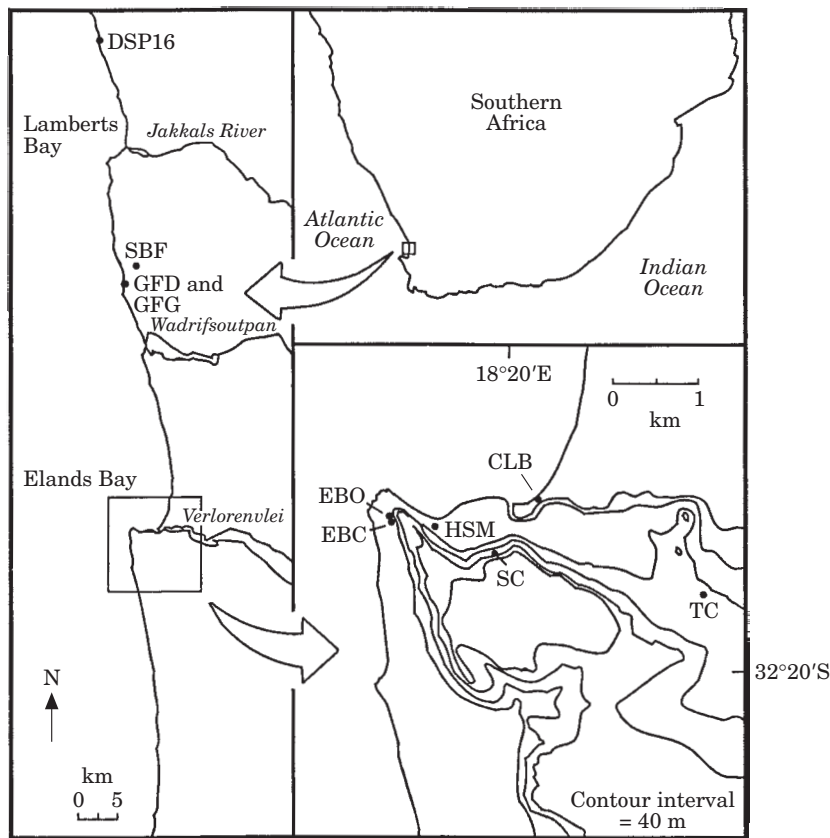 DSP16
Lamberts
Bay
Jakkals River
SBF
GFD and
GFG
Wadrifsoutpan
Elands Bay
Verlorenvlei
N
km
0 5
Southern
Africa
Atlantic
Ocean
Indian
Ocean
18°20′E
0 1
km
CLB
EBO
EBC
HSM
SC
TC
32°20′S
Contour interval
= 40 m